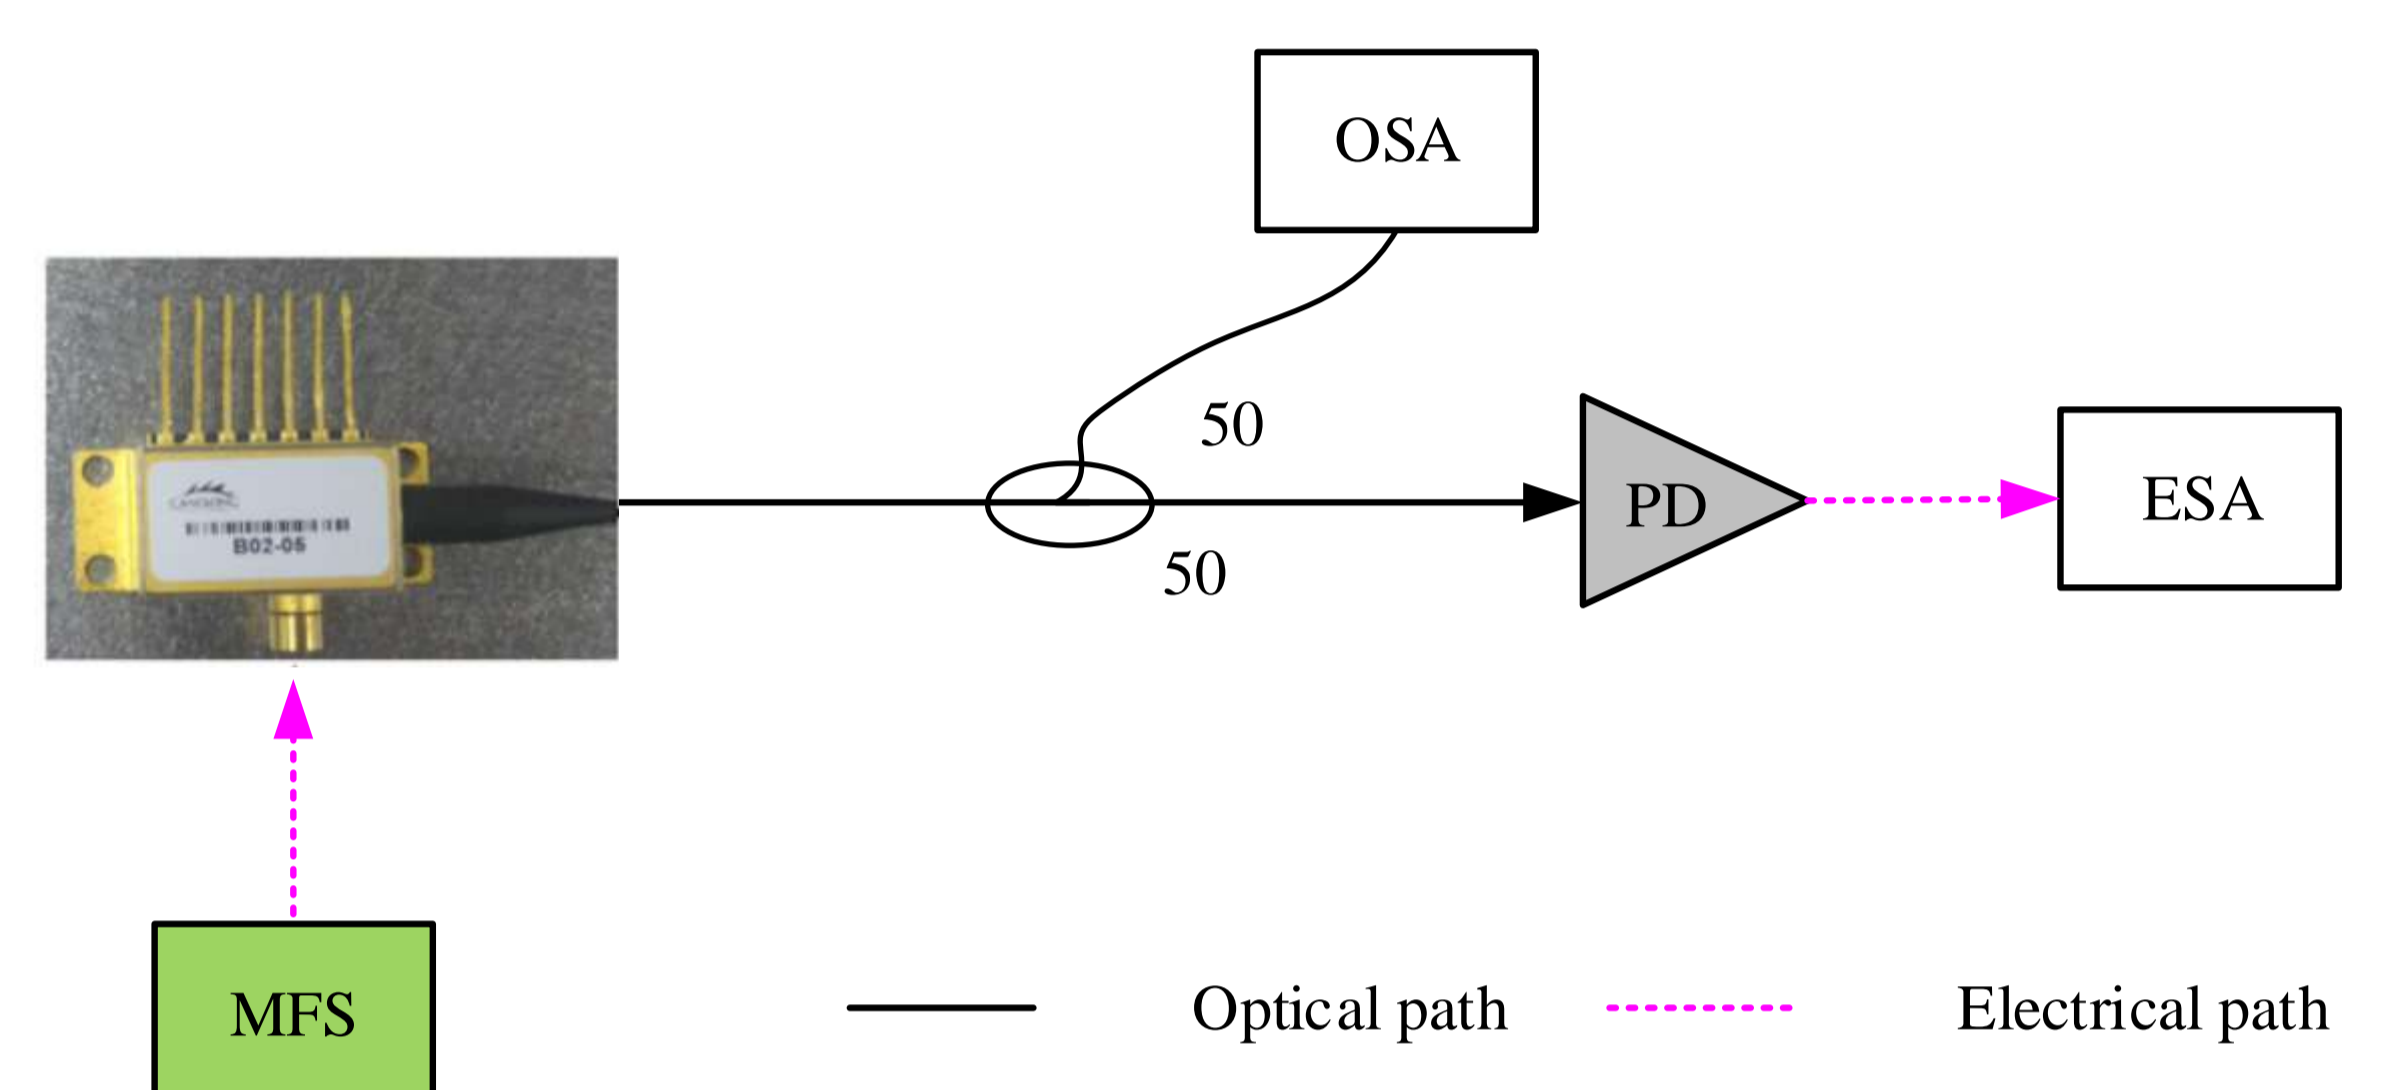 OSA
50
PD
ESA
50
B02-05
MFS
Optical path
Electrical path